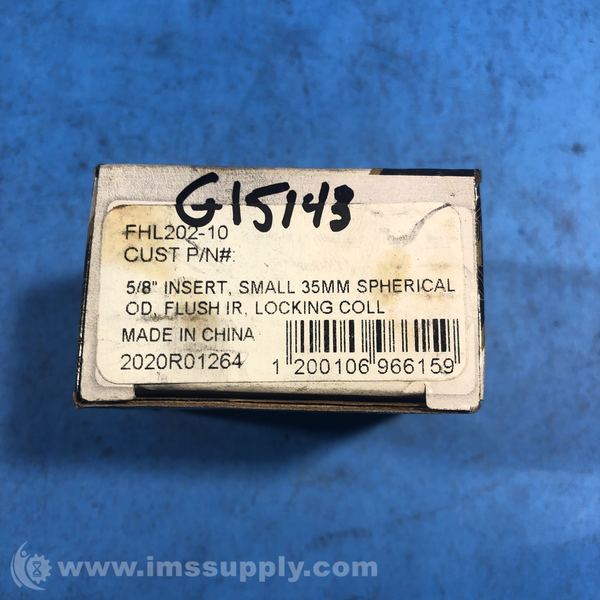 G15143
FHL202-10
CUST P/N#:
5/8" INSERT, SMALL 35MM SPHERICAL
OD, FLUSH IR, LOCKING COLL
MADE IN CHINA
2020R01264
1 200106 966159
www.imssupply.com